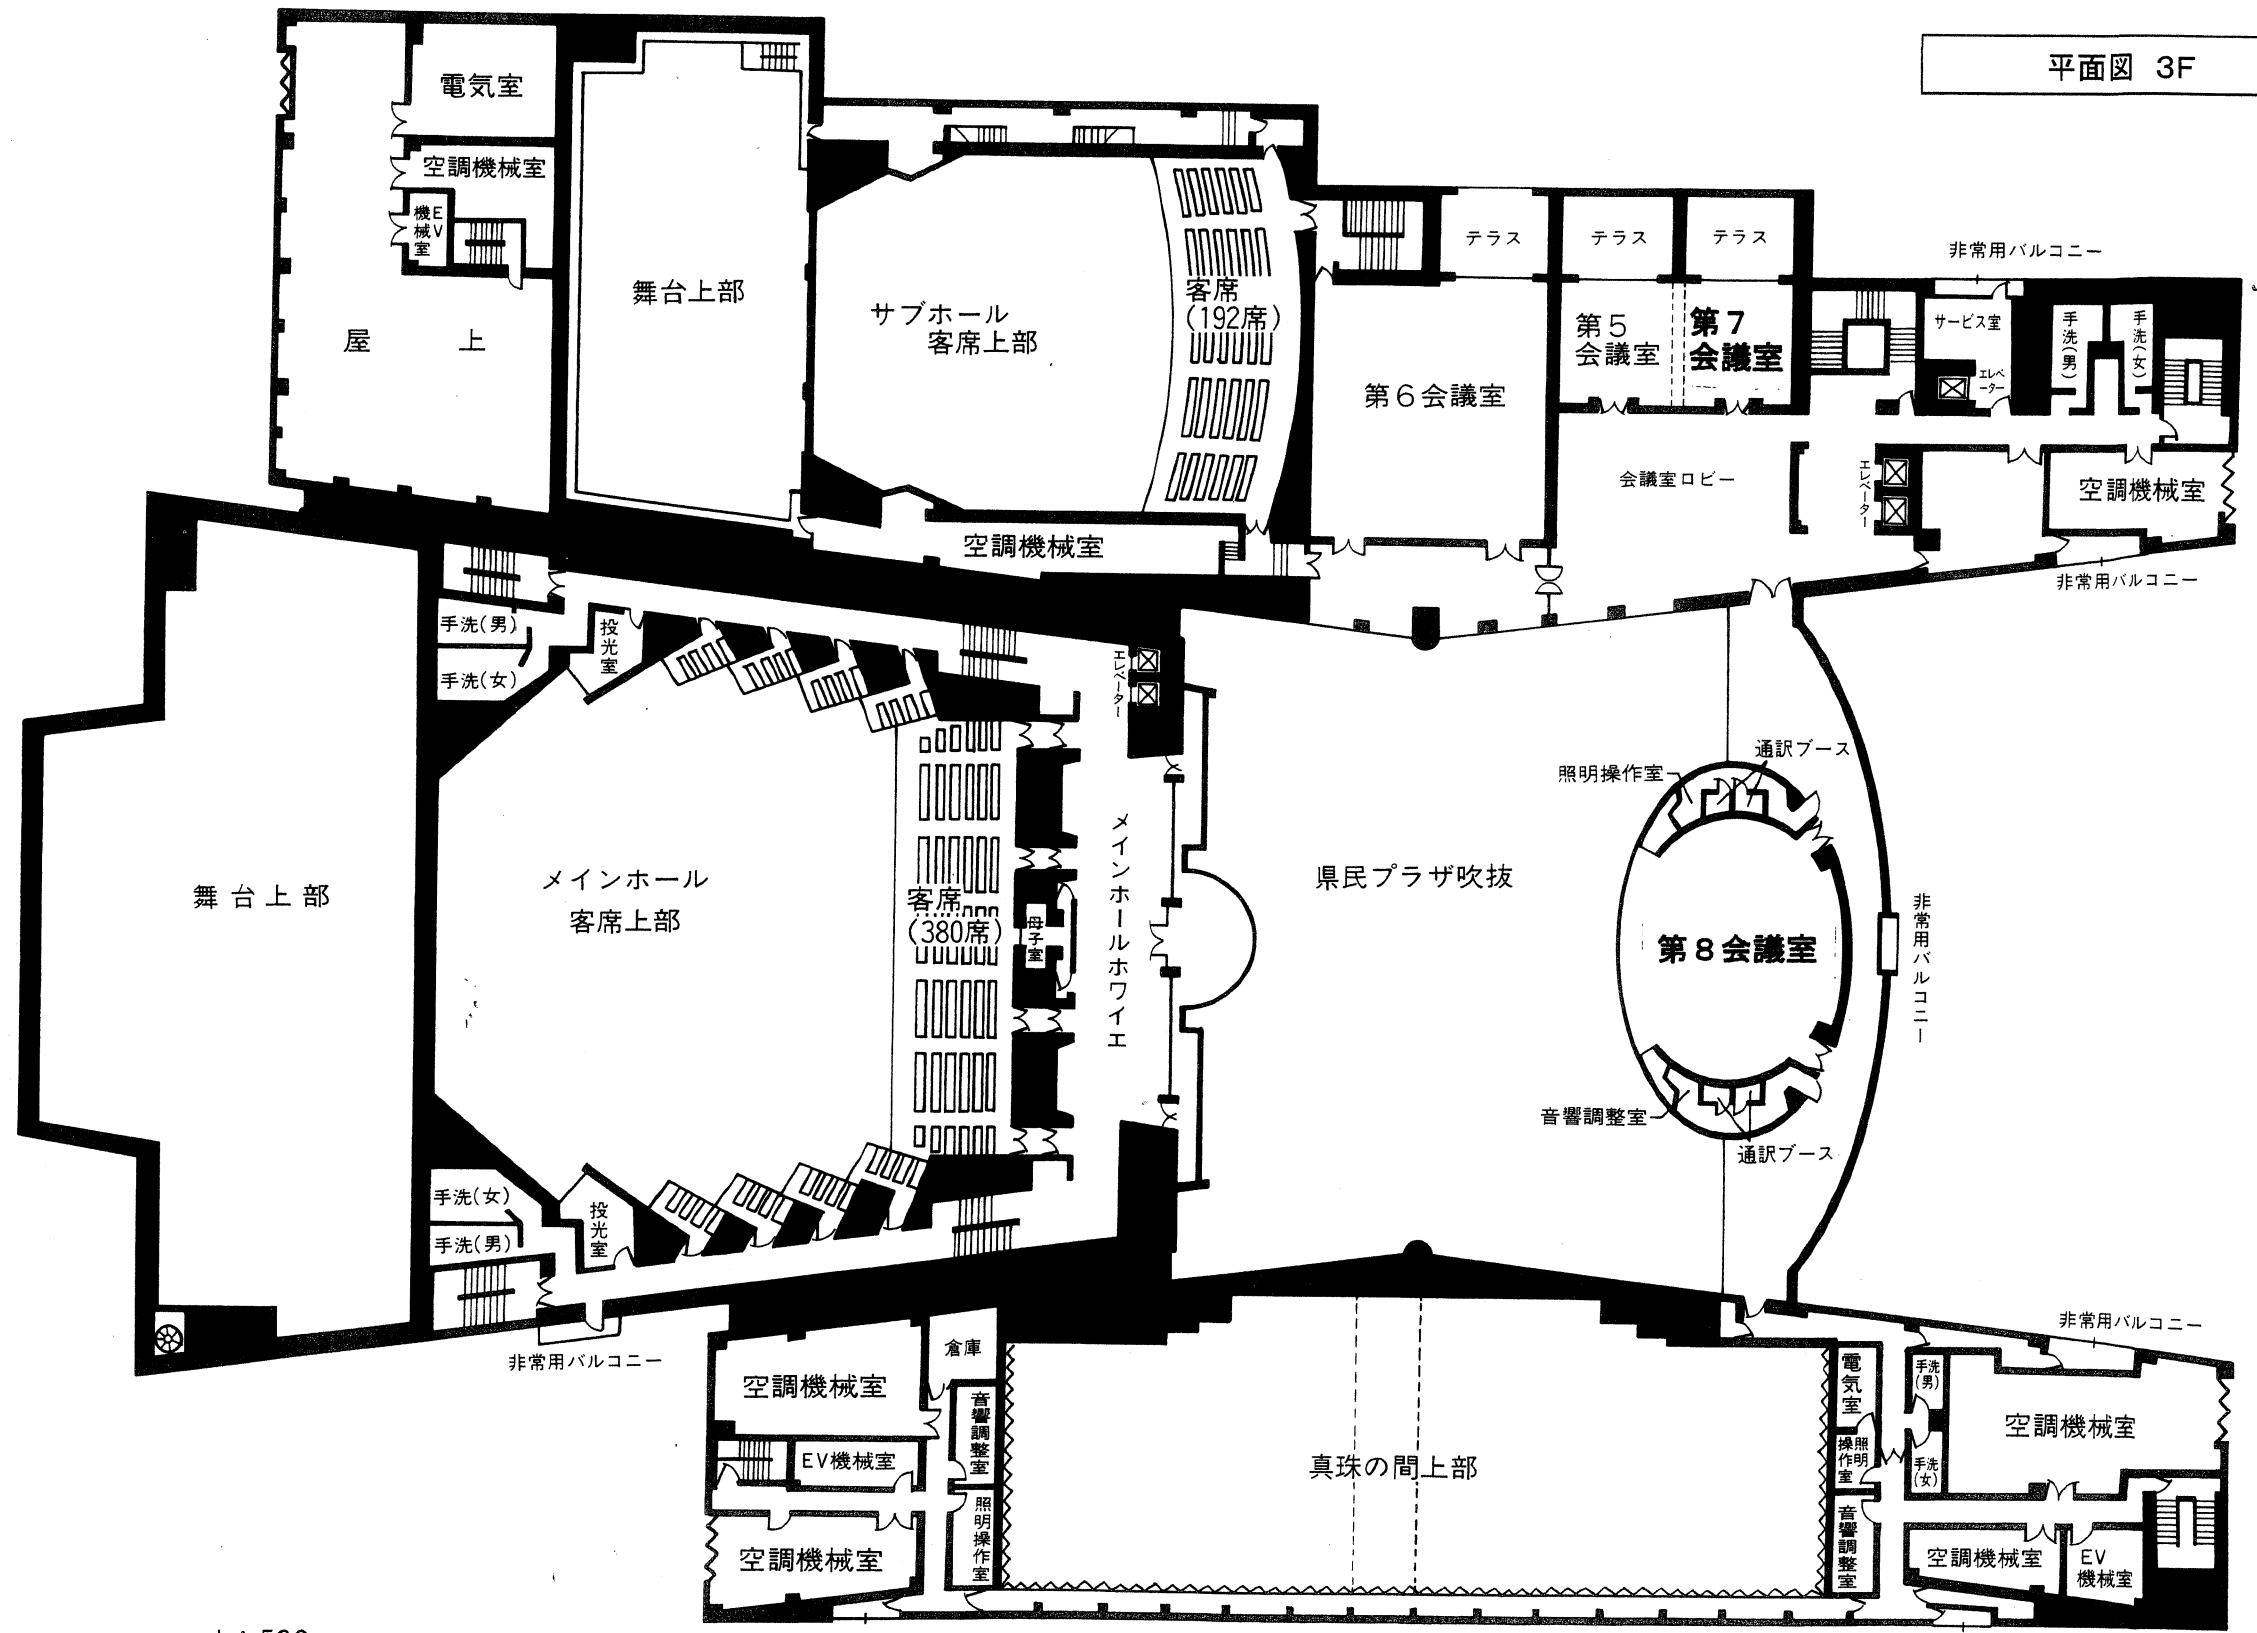 平面図 3F
電気室
空調機械室
EV
機械室
屋 上
舞台上部
サブホール
客席上部
客席
(192席)
空調機械室
テラス
テラス
テラス
第6会議室
第5
会議室
第7
会議室
会議室ロビー
非常用バルコニー
サービス室
エレベーター
手洗(男)
手洗(女)
エレベーター
空調機械室
非常用バルコニー
手洗(男)
手洗(女)
投光室
エレベーター
舞台上部
メインホール
客席上部
客席
(380席)
母子室
メインホールホワイエ
県民プラザ吹抜
照明操作室
通訳ブース
第8会議室
音響調整室
通訳ブース
非常用バルコニー
手洗(女)
手洗(男)
投光室
非常用バルコニー
空調機械室
倉庫
音響調整室
EV機械室
照明操作室
空調機械室
真珠の間上部
電気室
照明
操作室
音響調整室
手洗
(男)
手洗
(女)
空調機械室
非常用バルコニー
空調機械室
EV
機械室